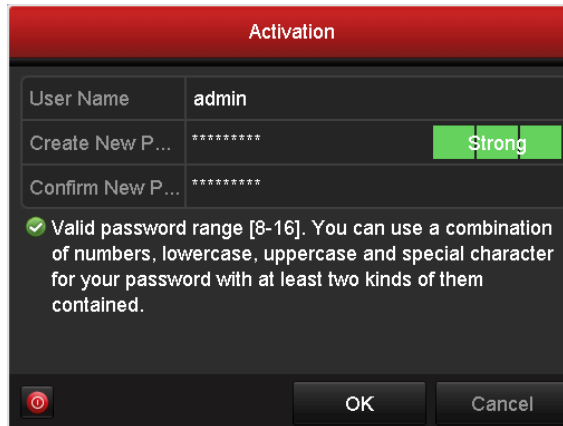 Activation
User Name admin
Create New P... ********* Strong
Confirm New P... *********
Valid password range [8-16]. You can use a combination
of numbers, lowercase, uppercase and special character
for your password with at least two kinds of them
contained.
OK Cancel